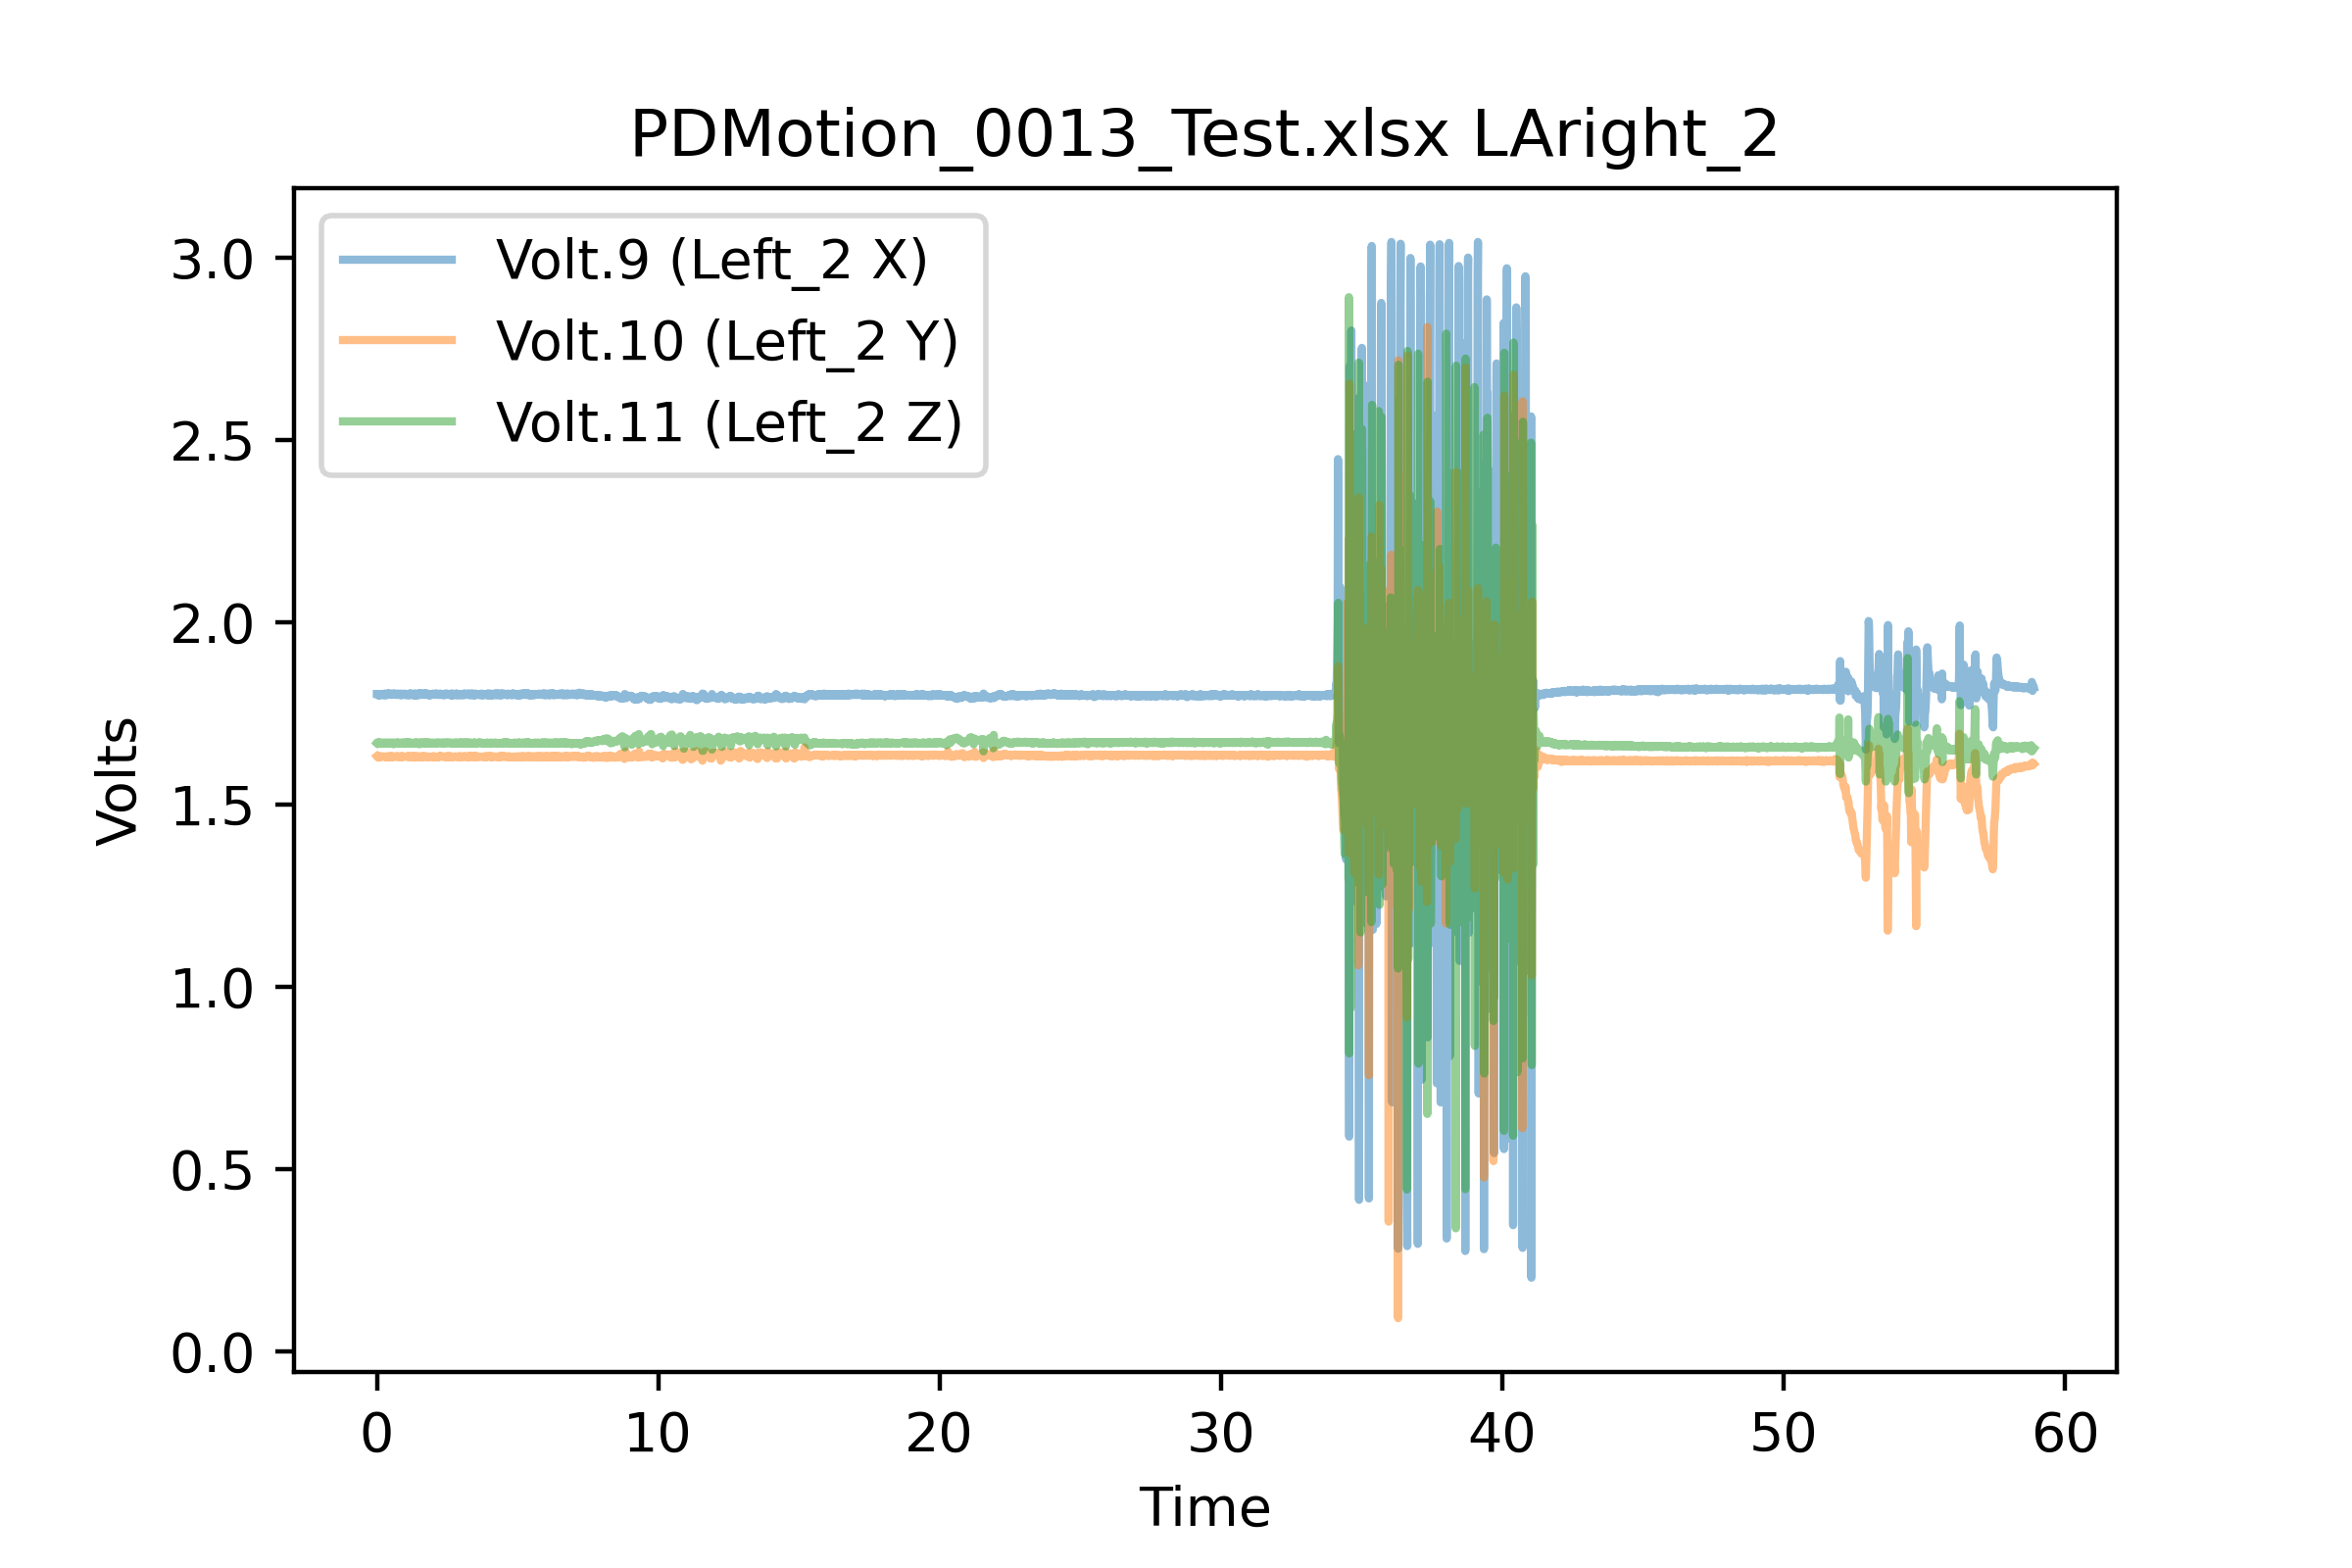 PDMotion_0013_Test.xlsx LAright_2
Volt.9 (Left_2 X)
Volt.10 (Left_2 Y)
Volt.11 (Left_2 Z)
3.0
2.5
2.0
1.5
1.0
0.5
0.0
Volts
0 10 20 30 40 50 60
Time